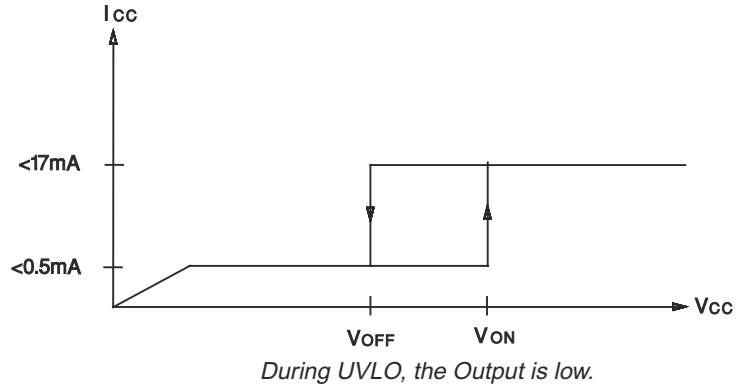 Icc
<17mA
<0.5mA
Vcc
VOFF
VON
During UVLO, the Output is low.